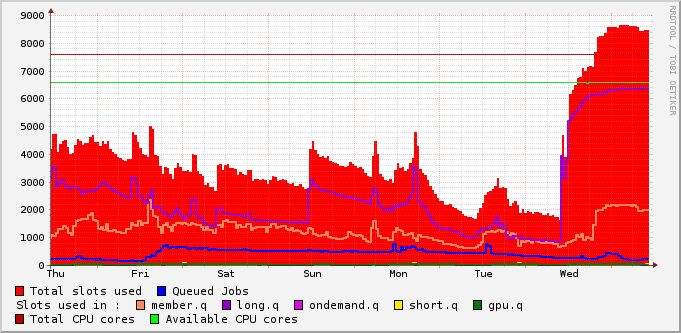 9000
8000
7000
6000
5000
4000
3000
2000
1000
0
Thu Fri Sat Sun Mon Tue Wed
RRDTOOL / TOBI OETIKER
Total slots used Queued Jobs
Slots used in : member.q long.q ondemand.q short.q gpu.q
Total CPU cores Available CPU cores